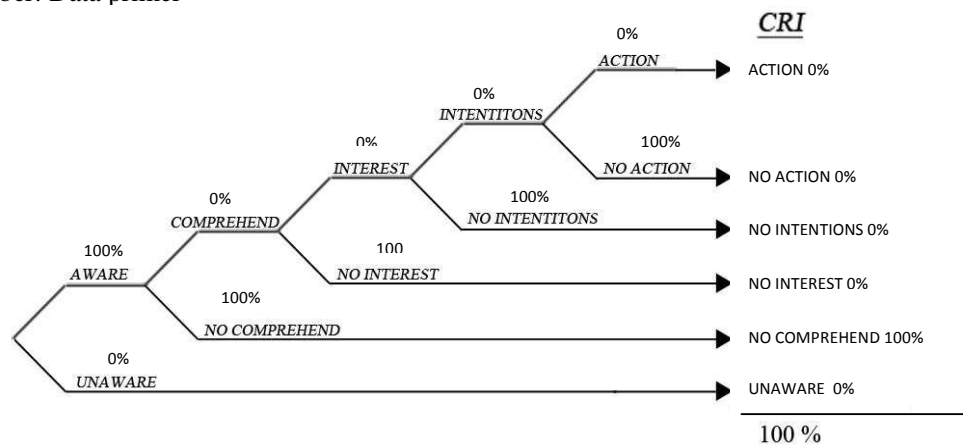 CRI
0%
ACTION
ACTION 0%
0%
INTENTITONS
0%
INTEREST
100%
NO ACTION
NO ACTION 0%
0%
COMPREHEND
100%
NO INTENTITONS
NO INTENTIONS 0%
100%
AWARE
100
NO INTEREST
NO INTEREST 0%
100%
NO COMPREHEND
NO COMPREHEND 100%
0%
UNAWARE
UNAWARE 0%
100 %